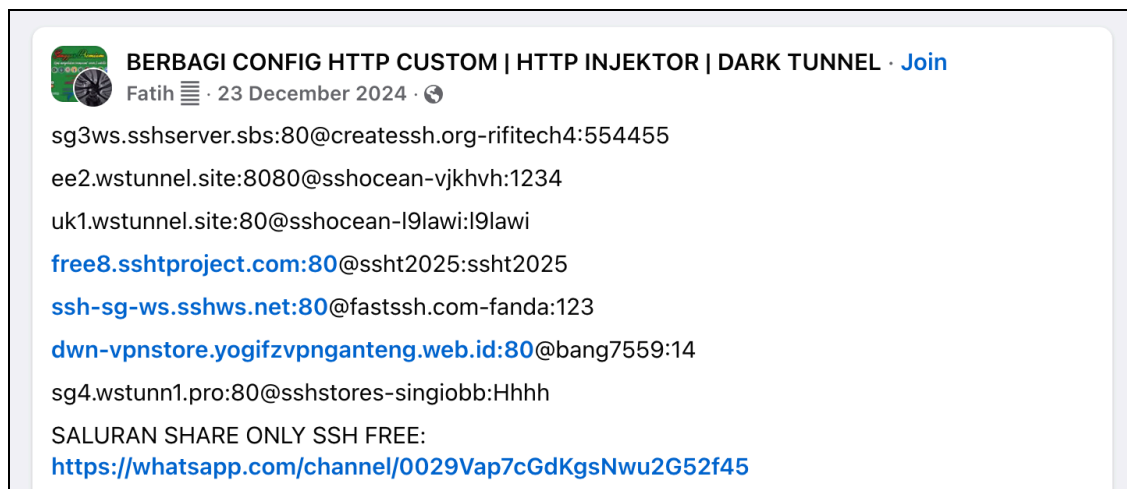 BERBAGI CONFIG HTTP CUSTOM | HTTP INJEKTOR | DARK TUNNEL · Join
Fatih · 23 December 2024 ·
sg3ws.sshserver.sbs:80@createssh.org-rifitech4:554455
ee2.wstunnel.site:8080@sshocean-vjkhvh:1234
uk1.wstunnel.site:80@sshocean-l9lawi:l9lawi
free8.sshtproject.com:80@ssht2025:ssht2025
ssh-sg-ws.sshws.net:80@fastssh.com-fanda:123
dwn-vpnstore.yogifzvpnganteng.web.id:80@bang7559:14
sg4.wstunn1.pro:80@sshstores-singiobb:Hhhh
SALURAN SHARE ONLY SSH FREE:
https://whatsapp.com/channel/0029Vap7cGdKgsNwu2G52f45